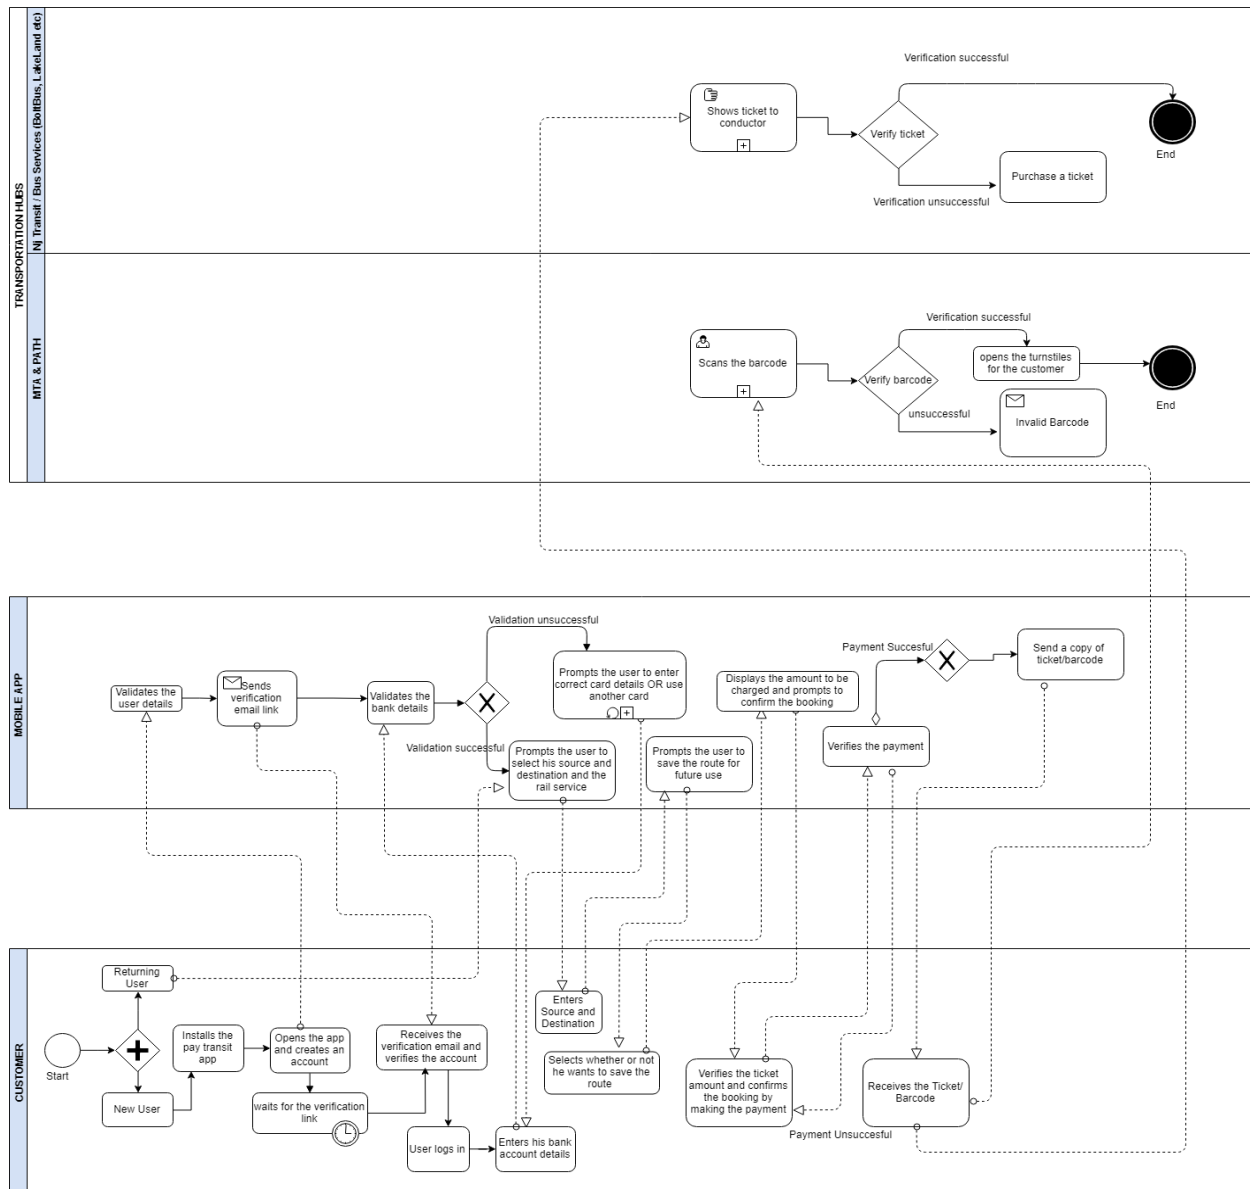 TRANSPORTATION HUBS
Nj Transit / Bus Services (BoltBus, LakeLand etc)
Verification successful
Shows ticket to
conductor
Verify ticket
End
Purchase a ticket
Verification unsuccessful
MTA & PATH
Verification successful
Scans the barcode
Verify barcode
opens the turnstiles
for the customer
End
unsuccessful
Invalid Barcode
MOBILE APP
Validates the
user details
Sends
verification
email link
Validates the
bank details
Validation unsuccessful
Prompts the user to enter
correct card details OR use
another card
Validation successful
Prompts the user to
select his source and
destination and the
rail service
Prompts the user to
save the route for
future use
Displays the amount to be
charged and prompts to
confirm the booking
Payment Succesful
Verifies the payment
Send a copy of
ticket/barcode
CUSTOMER
Start
Returning
User
New User
Installs the
pay transit
app
Opens the app
and creates an
account
waits for the verification
link
Receives the
verification email and
verifies the account
User logs in
Enters his bank
account details
Enters
Source and
Destination
Selects whether or not
he wants to save the
route
Verifies the ticket
amount and confirms
the booking by
making the payment
Payment Unsuccesful
Receives the Ticket/
Barcode